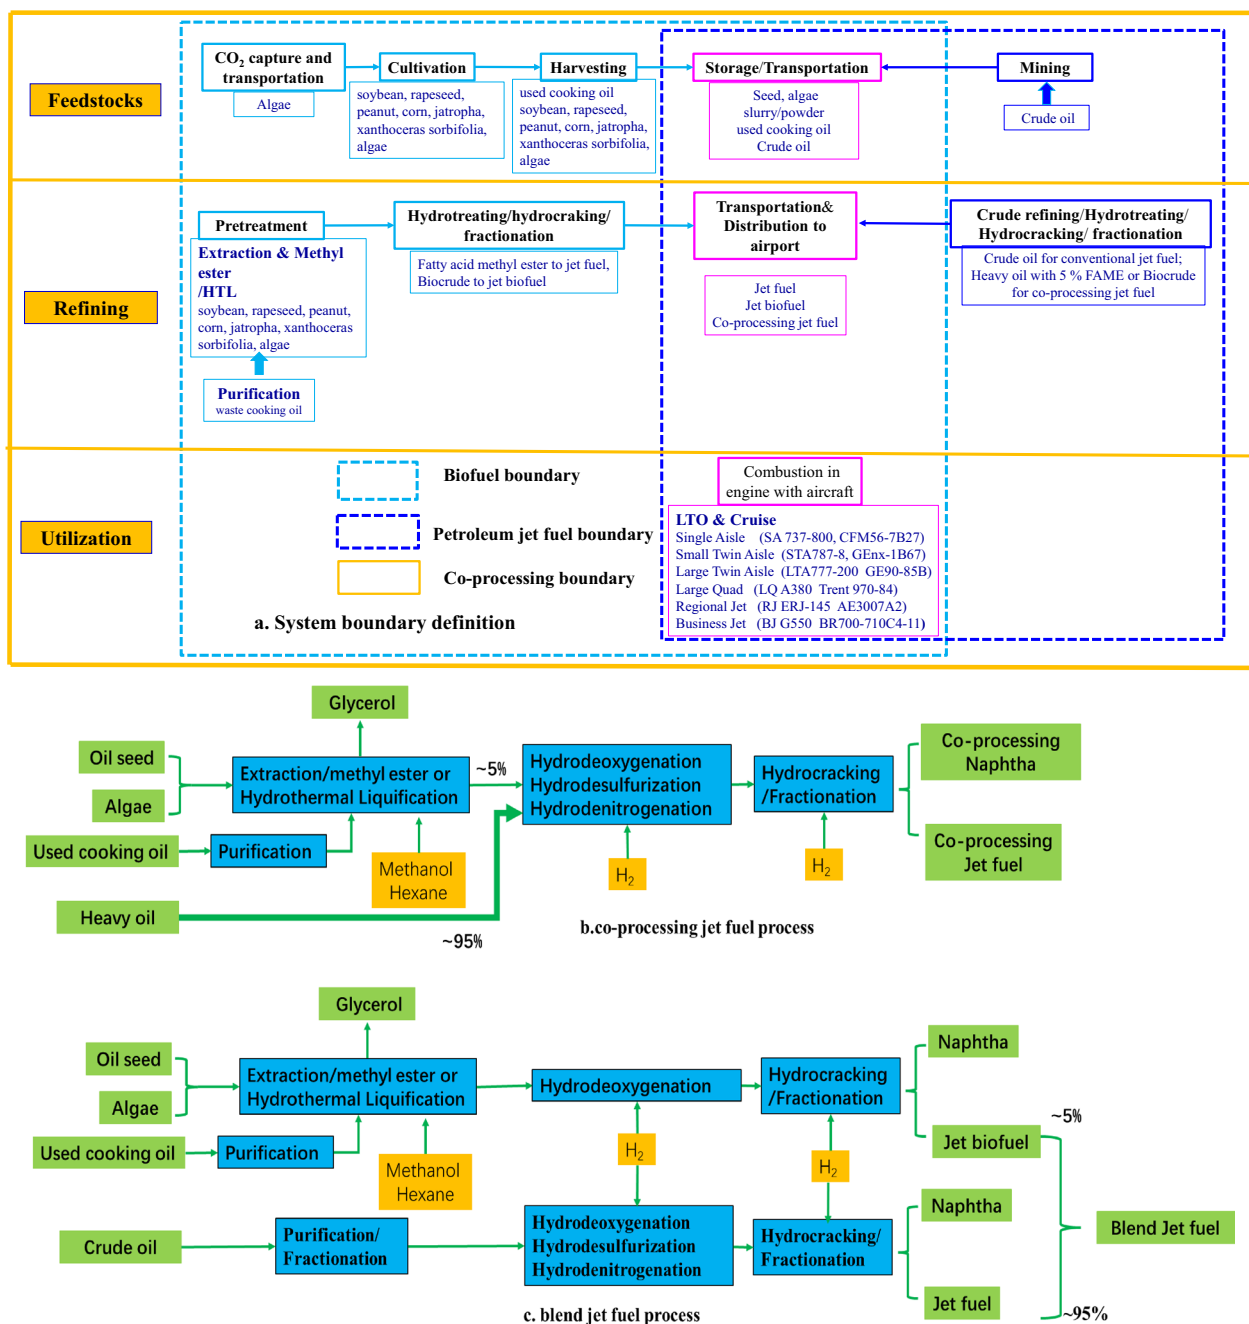 Feedstocks
CO2 capture and
transportation
Algae
Cultivation
soybean, rapeseed,
peanut, corn, jatropha,
xanthoceras sorbifolia,
algae
Harvesting
used cooking oil
soybean, rapeseed,
peanut, corn, jatropha,
xanthoceras sorbifolia,
algae
Storage/Transportation
Seed, algae
slurry/powder
used cooking oil
Crude oil
Mining
Crude oil
Refining
Pretreatment
Extraction & Methyl
ester
/HTL
soybean, rapeseed, peanut,
corn, jatropha, xanthoceras
sorbifolia, algae
Purification
waste cooking oil
Hydrotreating/hydrocraking/
fractionation
Fatty acid methyl ester to jet fuel,
Biocrude to jet biofuel
Transportation&
Distribution to
airport
Jet fuel
Jet biofuel
Co-processing jet fuel
Crude refining/Hydrotreating/
Hydrocracking/ fractionation
Crude oil for conventional jet fuel;
Heavy oil with 5 % FAME or Biocrude
for co-processing jet fuel
Utilization
Biofuel boundary
Petroleum jet fuel boundary
Co-processing boundary
a. System boundary definition
Combustion in
engine with aircraft
LTO & Cruise
Single Aisle (SA 737-800, CFM56-7B27)
Small Twin Aisle (STA787-8, GEnx-1B67)
Large Twin Aisle (LTA777-200 GE90-85B)
Large Quad (LQ A380 Trent 970-84)
Regional Jet (RJ ERJ-145 AE3007A2)
Business Jet (BJ G550 BR700-710C4-11)
Glycerol
Oil seed
Algae
Used cooking oil
Heavy oil
Purification
Extraction/methyl ester or
Hydrothermal Liquification
Methanol
Hexane
~5%
~95%
Hydrodeoxygenation
Hydrodesulfurization
Hydrodenitrogenation
H2
Hydrocracking
/Fractionation
H2
Co-processing
Naphtha
Co-processing
Jet fuel
b.co-processing jet fuel process
Glycerol
Oil seed
Algae
Used cooking oil
Purification
Extraction/methyl ester or
Hydrothermal Liquification
Methanol
Hexane
Hydrodeoxygenation
H2
Hydrocracking
/Fractionation
H2
Naphtha
Jet biofuel
~5%
Crude oil
Purification/
Fractionation
Hydrodeoxygenation
Hydrodesulfurization
Hydrodenitrogenation
Hydrocracking/
Fractionation
Naphtha
Jet fuel
~95%
Blend Jet fuel
c. blend jet fuel process